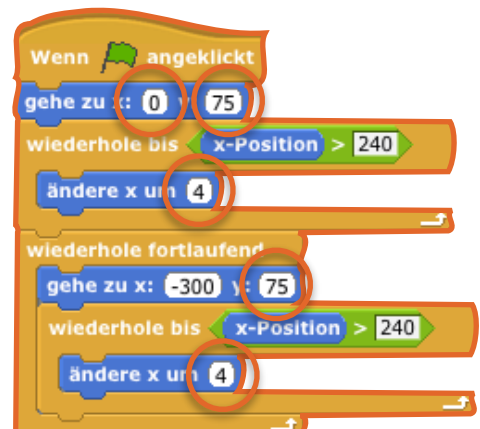 Wenn angeklickt
gehe zu x: 0 y: 75
wiederhole bis x-Position > 240
ändere x um 4
wiederhole fortlaufend
gehe zu x: -300 y: 75
wiederhole bis x-Position > 240
ändere x um 4